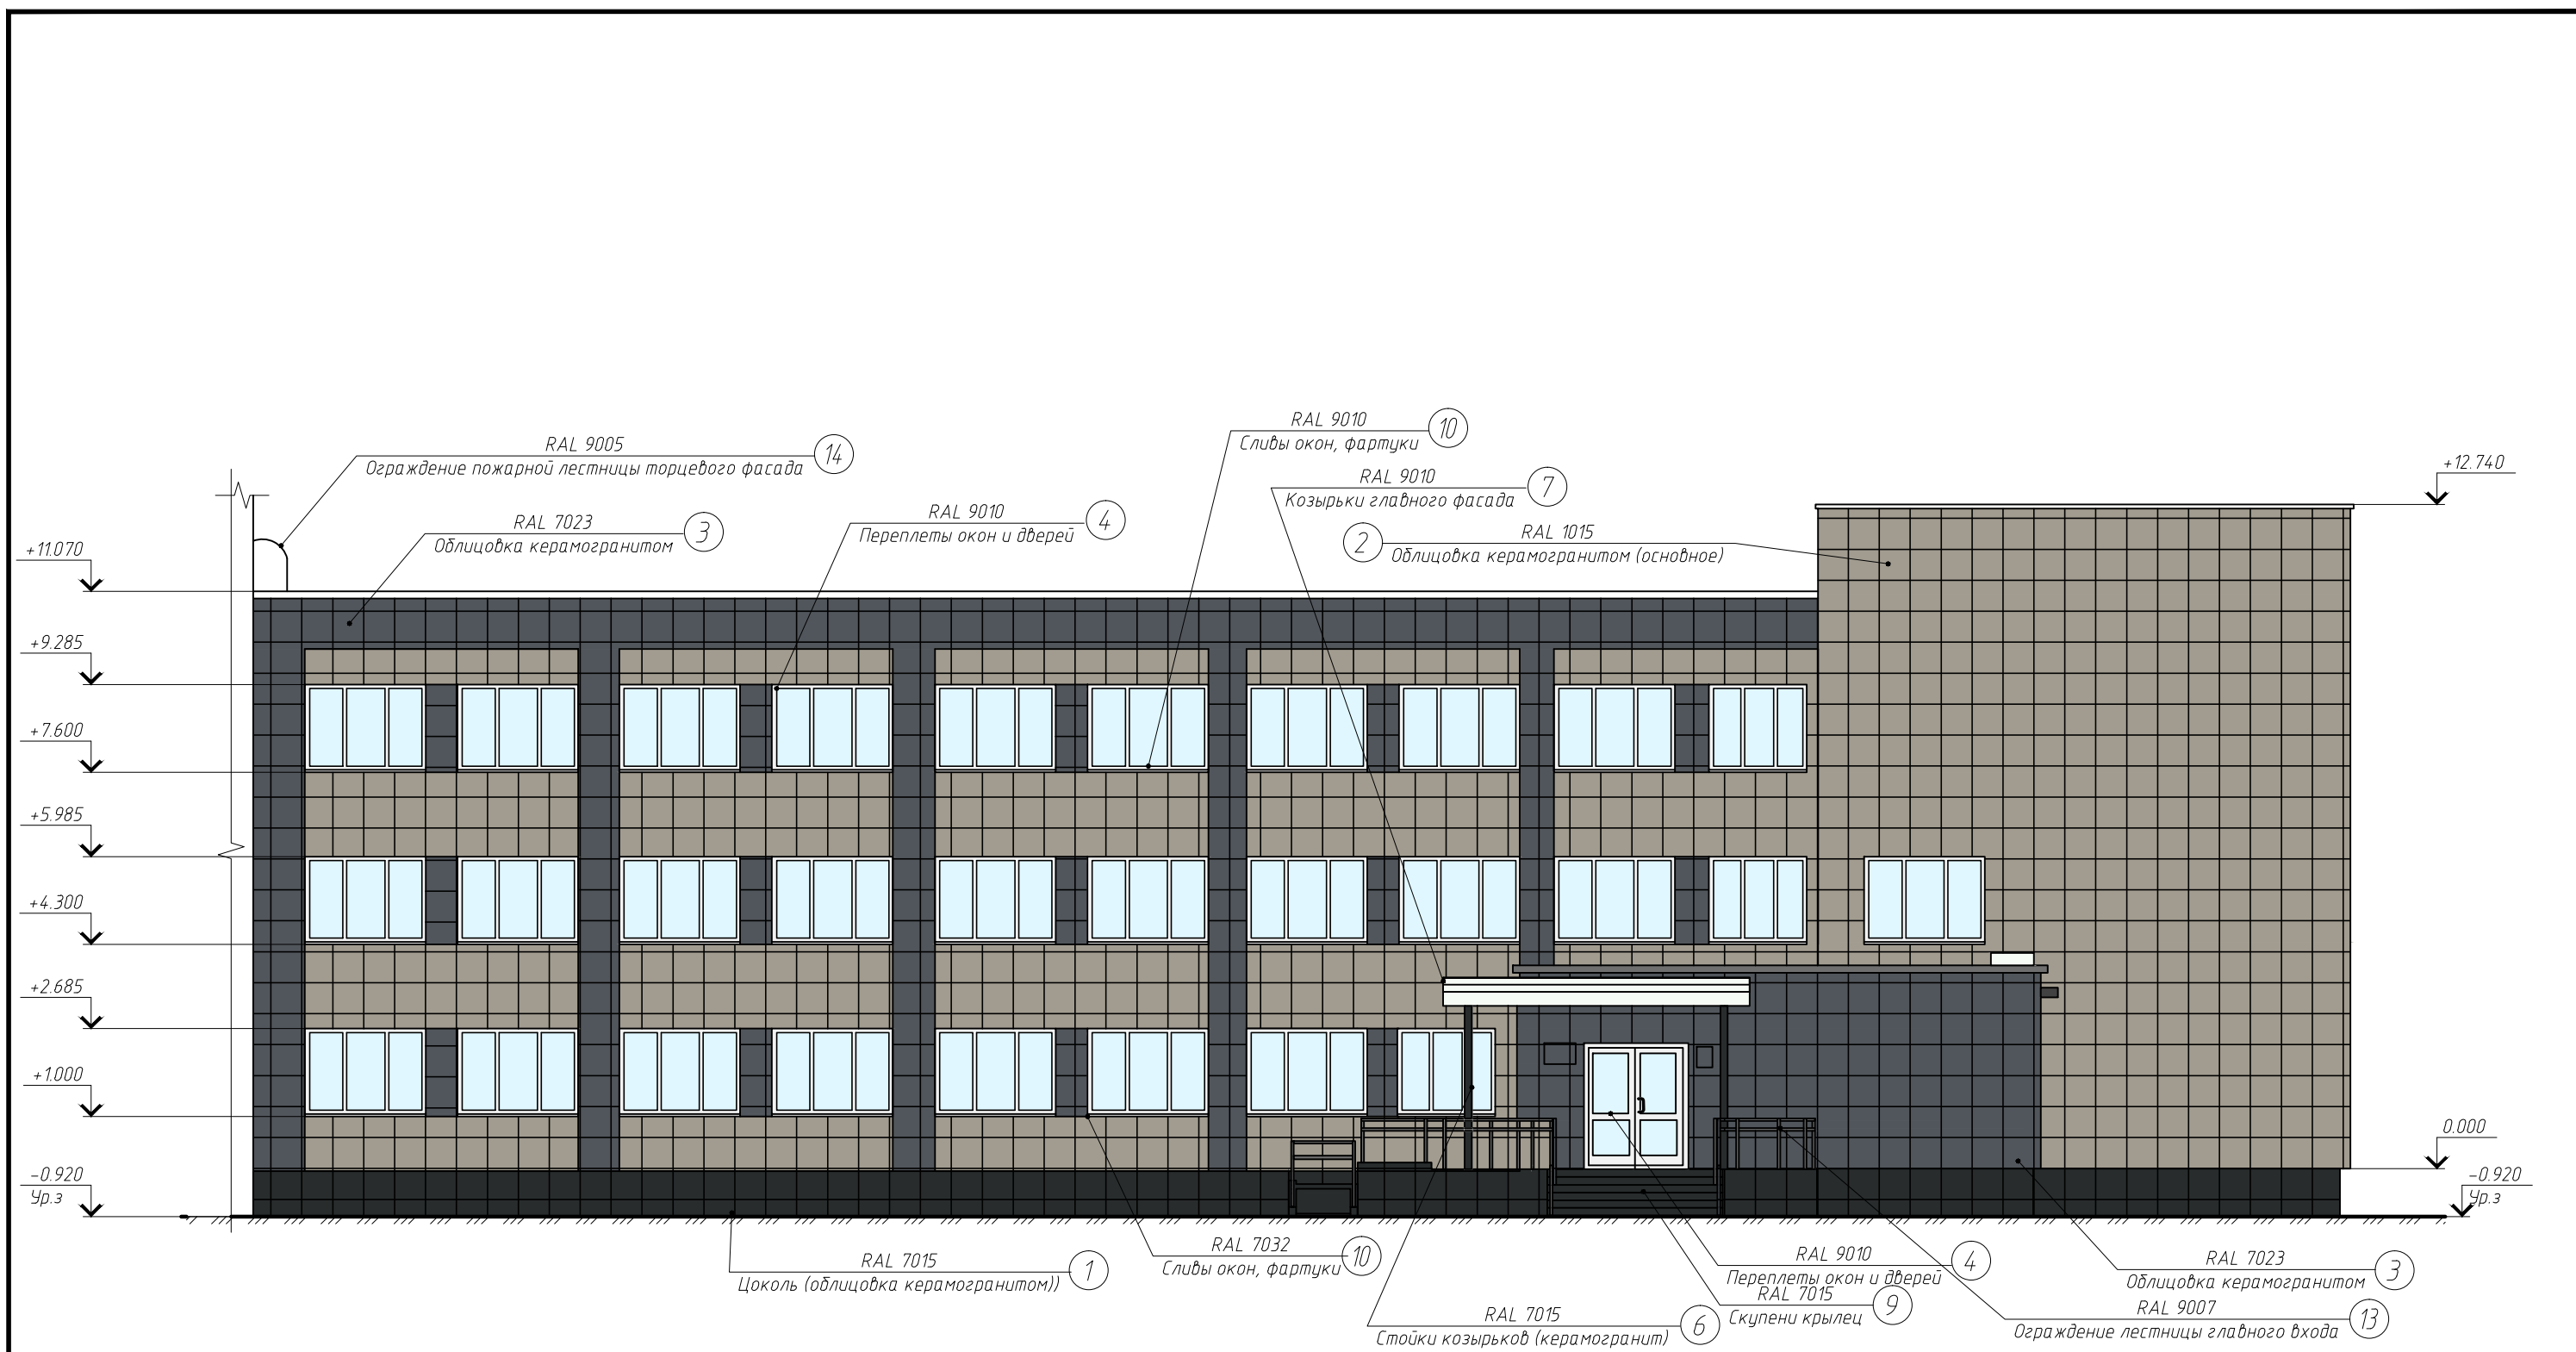 RAL 9010
Сливы окон, фартуки
10
RAL 9005
Ограждение пожарной лестницы торцевого фасада
14
RAL 9010
Козырьки главного фасада
7
+12.740
RAL 7023
Облицовка керамогранитом
3
RAL 9010
Переплеты окон и дверей
4
2
RAL 1015
Облицовка керамогранитом (основное)
+11.070
+9.285
+7.600
+5.985
+4.300
+2.685
+1.000
-0.920
Ур.з
0.000
-0.920
Ур.з
RAL 7015
Цоколь (облицовка керамогранитом))
1
RAL 7032
Сливы окон, фартуки
10
RAL 9010
Переплеты окон и дверей
4
RAL 7023
Облицовка керамогранитом
3
RAL 7015
Скупени крылец
9
RAL 7015
Стойки козырьков (керамогранит)
6
RAL 9007
Ограждение лестницы главного входа
13